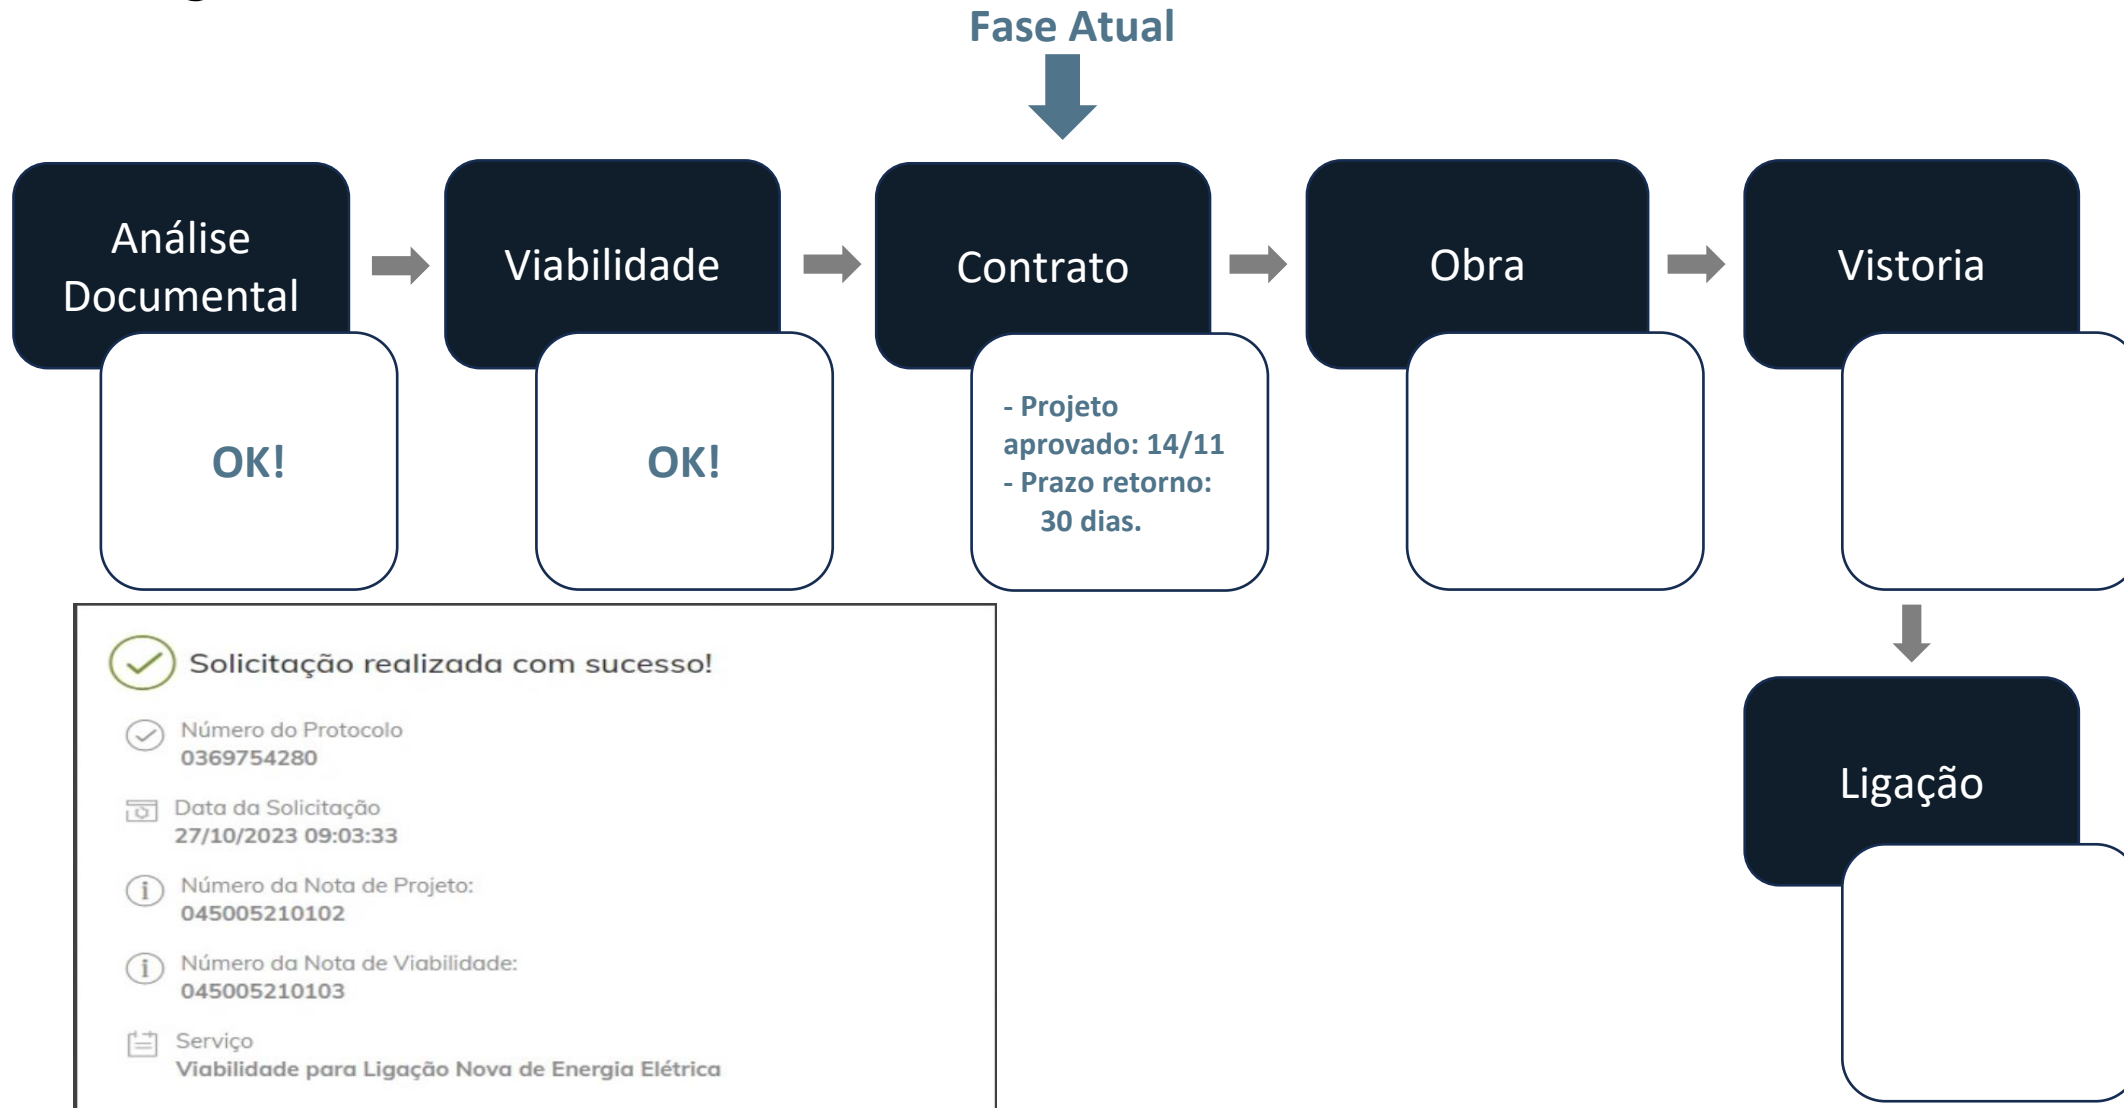 Fase Atual
Análise
Documental
Viabilidade
Contrato
Obra
Vistoria
OK!
OK!
- Projeto
aprovado: 14/11
- Prazo retorno:
30 dias.
Solicitação realizada com sucesso!
Número do Protocolo
0369754280
Data da Solicitação
27/10/2023 09:03:33
Número da Nota de Projeto:
045005210102
Número da Nota de Viabilidade:
045005210103
Serviço
Viabilidade para Ligação Nova de Energia Elétrica
Ligação